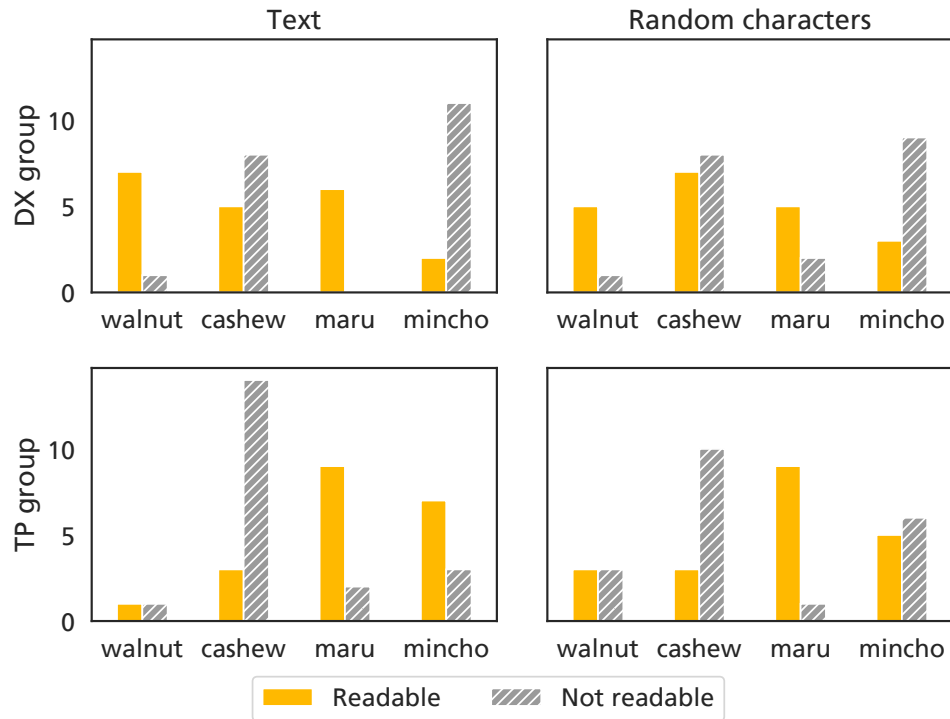 Text
Random characters
DX group
10
5
0
walnut cashew maru mincho
walnut cashew maru mincho
TP group
10
5
0
walnut cashew maru mincho
walnut cashew maru mincho
Readable
Not readable